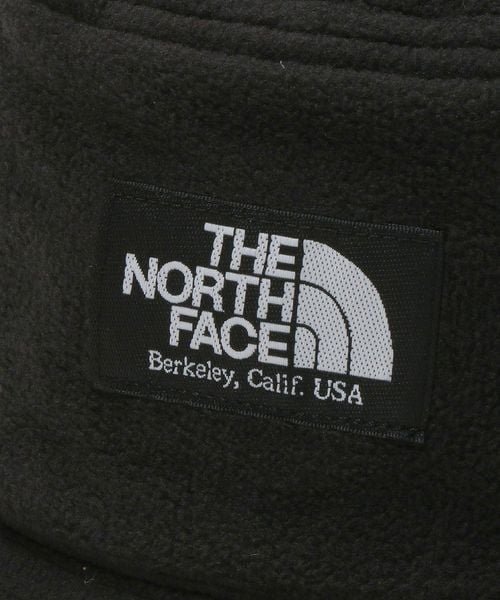 THE
NORTH
FACE
Berkeley, Calif. USA